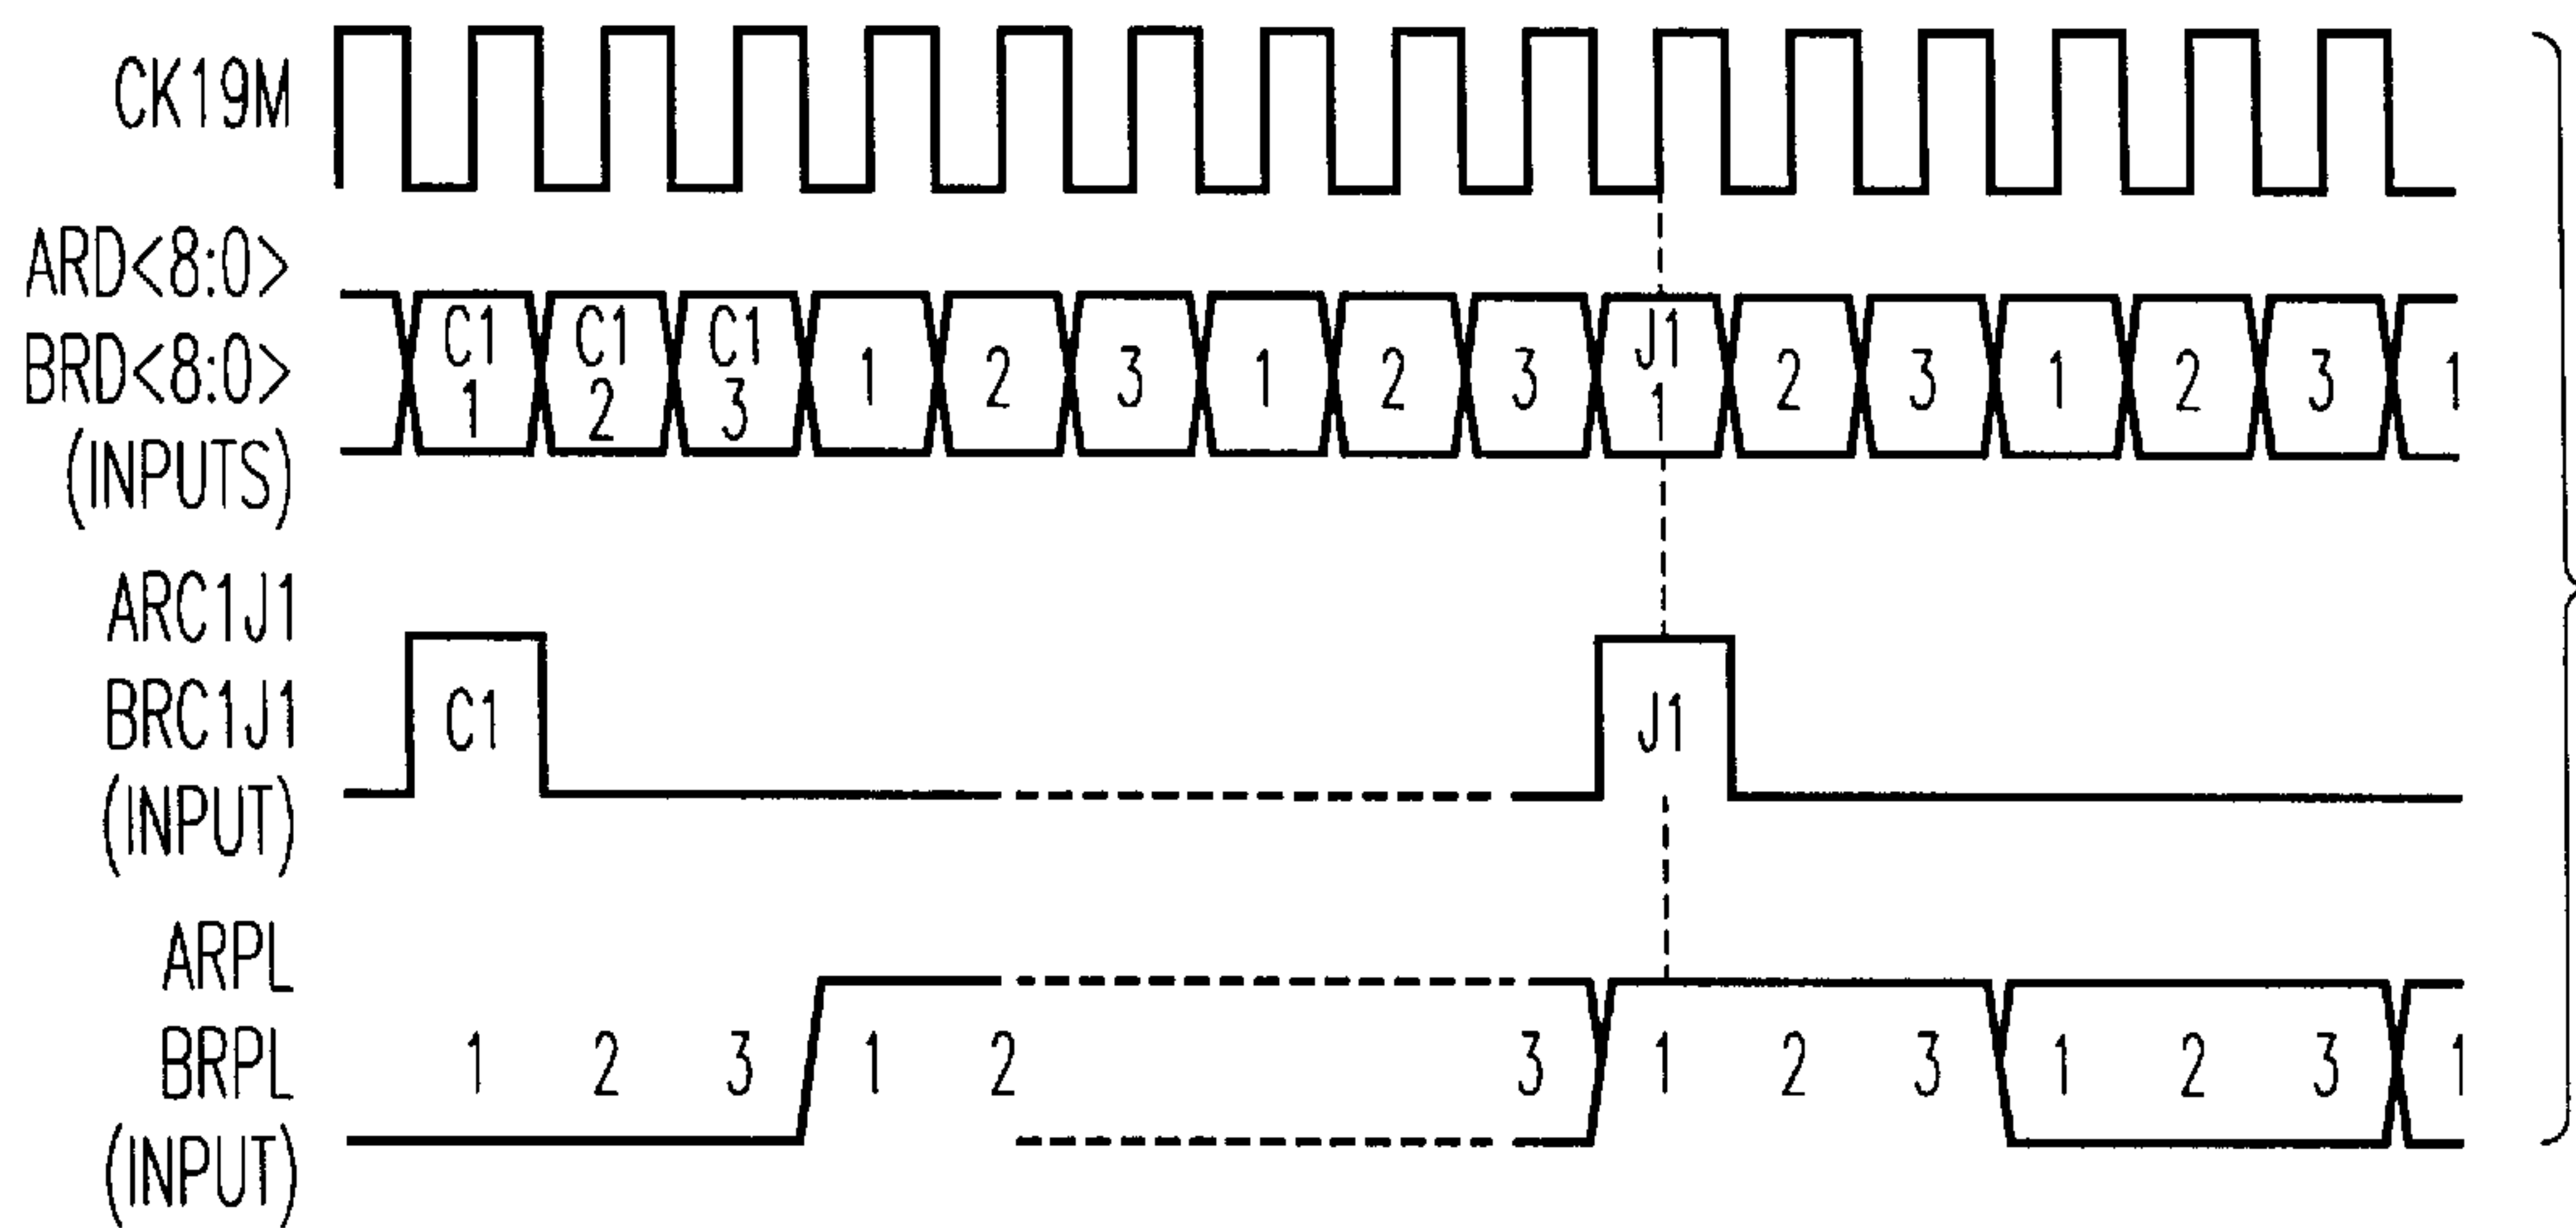 CK19M
ARD<8:0>
BRD<8:0>
(INPUTS)
C1 C1 C1 1 2 3 1 2 3 J1 2 3 1 2 3 1
1 2 3 1
ARC1J1
BRC1J1
(INPUT)
C1 J1
ARPL
BRPL
(INPUT)
1 2 3 1 2 3 1 2 3 1 2 3 1